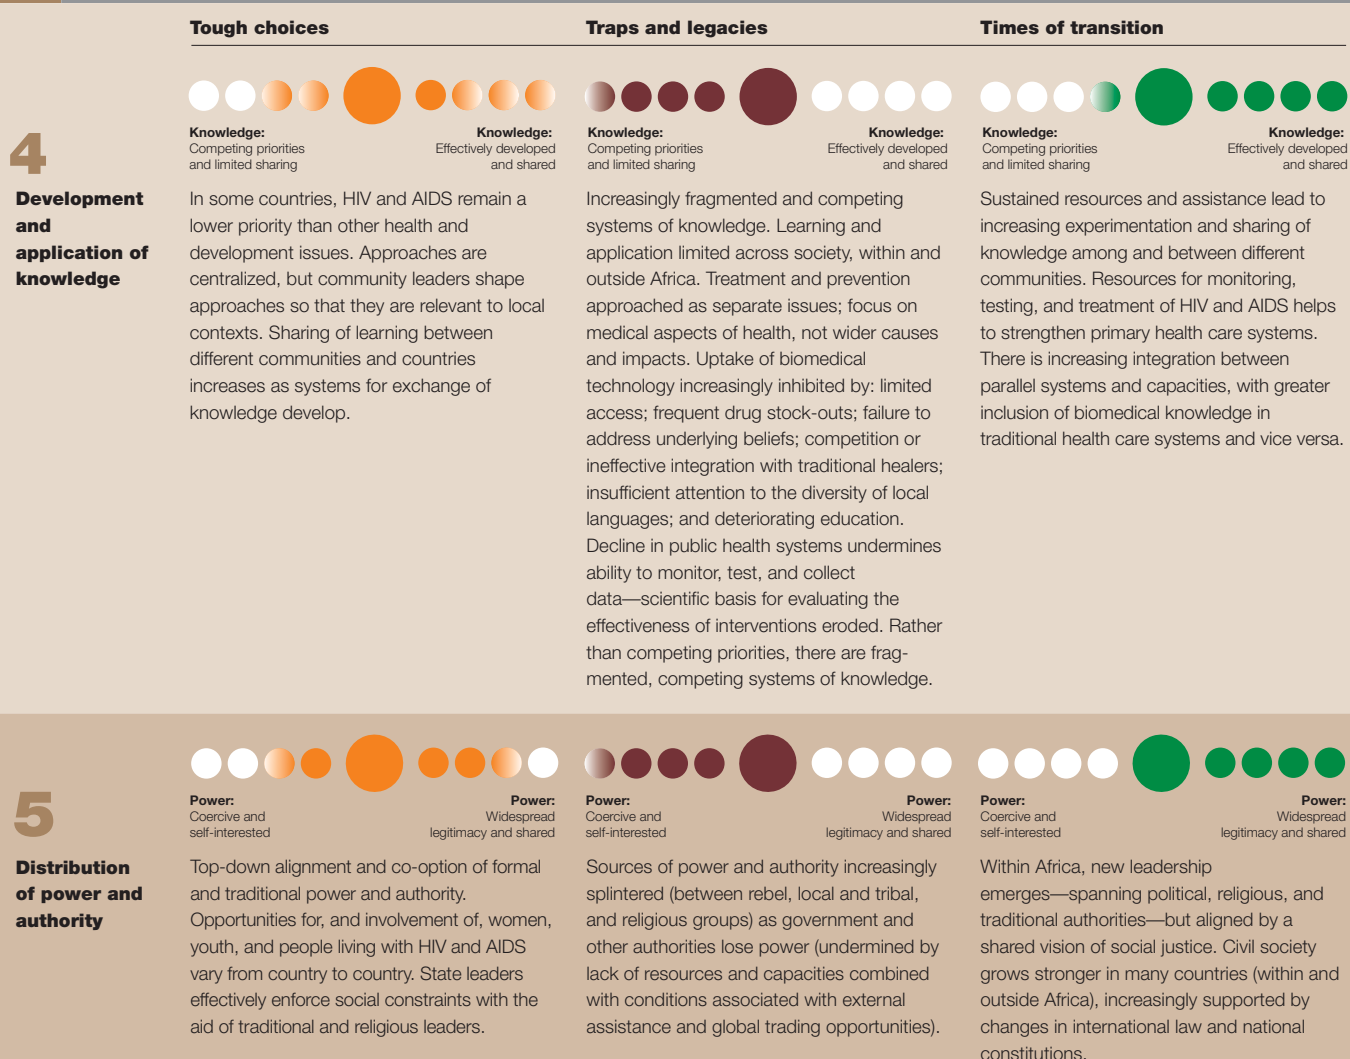 Tough choices
Traps and legacies
Times of transition
4
Development
and
application of
knowledge
Knowledge:
Competing priorities
and limited sharing
Knowledge:
Effectively developed
and shared
In some countries, HIV and AIDS remain a
lower priority than other health and
development issues. Approaches are
centralized, but community leaders shape
approaches so that they are relevant to local
contexts. Sharing of learning between
different communities and countries
increases as systems for exchange of
knowledge develop.
Knowledge:
Competing priorities
and limited sharing
Knowledge:
Effectively developed
and shared
Increasingly fragmented and competing
systems of knowledge. Learning and
application limited across society, within and
outside Africa. Treatment and prevention
approached as separate issues; focus on
medical aspects of health, not wider causes
and impacts. Uptake of biomedical
technology increasingly inhibited by: limited
access; frequent drug stock-outs; failure to
address underlying beliefs; competition or
ineffective integration with traditional healers;
insufficient attention to the diversity of local
languages; and deteriorating education.
Decline in public health systems undermines
ability to monitor, test, and collect
data—scientific basis for evaluating the
effectiveness of interventions eroded. Rather
than competing priorities, there are frag-
mented, competing systems of knowledge.
Knowledge:
Competing priorities
and limited sharing
Knowledge:
Effectively developed
and shared
Sustained resources and assistance lead to
increasing experimentation and sharing of
knowledge among and between different
communities. Resources for monitoring,
testing, and treatment of HIV and AIDS helps
to strengthen primary health care systems.
There is increasing integration between
parallel systems and capacities, with greater
inclusion of biomedical knowledge in
traditional health care systems and vice versa.
5
Distribution
of power and
authority
Power:
Coercive and
self-interested
Power:
Widespread
legitimacy and shared
Top-down alignment and co-option of formal
and traditional power and authority.
Opportunities for, and involvement of, women,
youth, and people living with HIV and AIDS
vary from country to country. State leaders
effectively enforce social constraints with the
aid of traditional and religious leaders.
Power:
Coercive and
self-interested
Power:
Widespread
legitimacy and shared
Sources of power and authority increasingly
splintered (between rebel, local and tribal,
and religious groups) as government and
other authorities lose power (undermined by
lack of resources and capacities combined
with conditions associated with external
assistance and global trading opportunities).
Power:
Coercive and
self-interested
Power:
Widespread
legitimacy and shared
Within Africa, new leadership
emerges—spanning political, religious, and
traditional authorities—but aligned by a
shared vision of social justice. Civil society
grows stronger in many countries (within and
outside Africa), increasingly supported by
changes in international law and national
constitutions.